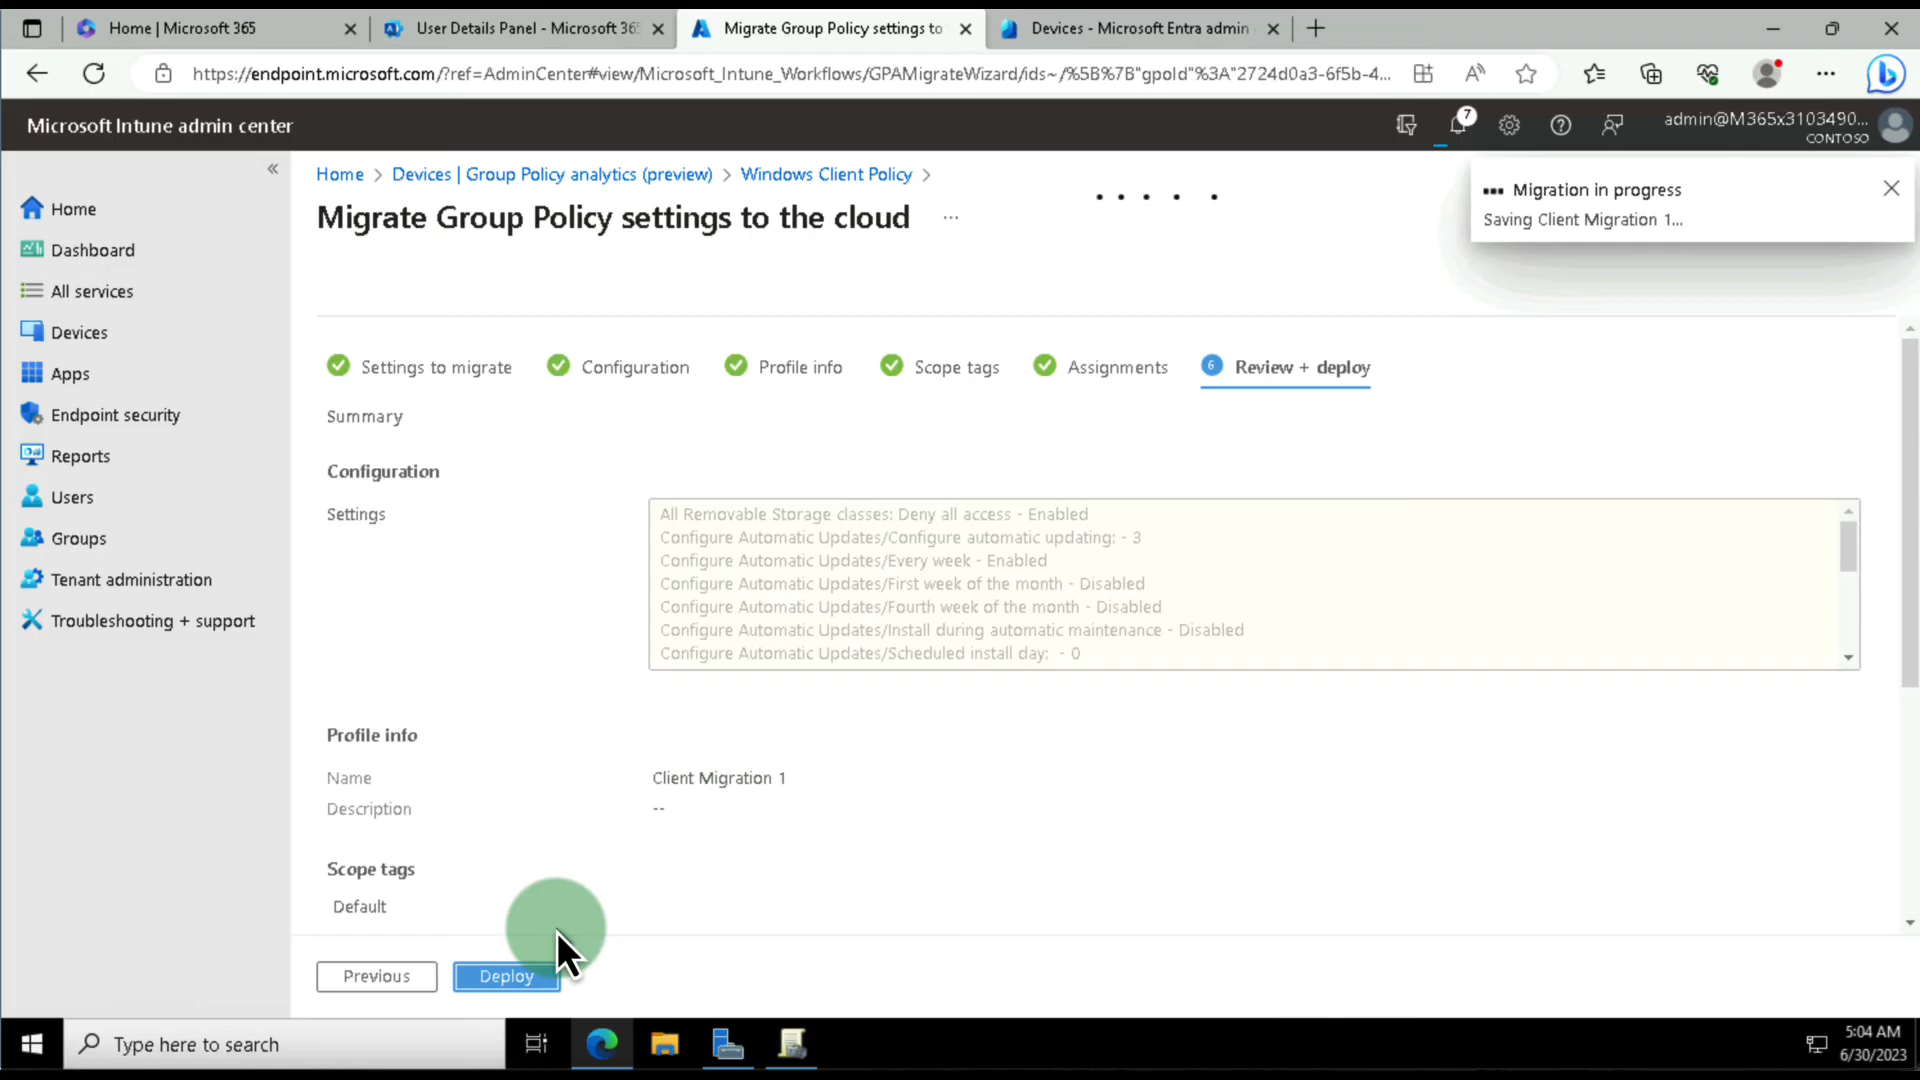 Home | Microsoft 365
User Details Panel - Microsoft 36
Migrate Group Policy settings to
Devices - Microsoft Entra admin
https://endpoint.microsoft.com/?ref=AdminCenter#view/Microsoft_Intune_Workflows/GPAMigrateWizard/ids~/%5B%7B"gpoId"%3A"2724d0a3-6f5b-4...
Microsoft Intune admin center
7
admin@M365x3103490...
CONTOSO
Home
Dashboard
All services
Devices
Apps
Endpoint security
Reports
Users
Groups
Tenant administration
Troubleshooting + support
Home > Devices | Group Policy analytics (preview) > Windows Client Policy >
Migrate Group Policy settings to the cloud ...
Migration in progress
Saving Client Migration 1...
Settings to migrate
Configuration
Profile info
Scope tags
Assignments
6 Review + deploy
Summary
Configuration
Settings
All Removable Storage classes: Deny all access - Enabled
Configure Automatic Updates/Configure automatic updating: - 3
Configure Automatic Updates/Every week - Enabled
Configure Automatic Updates/First week of the month - Disabled
Configure Automatic Updates/Fourth week of the month - Disabled
Configure Automatic Updates/Install during automatic maintenance - Disabled
Configure Automatic Updates/Scheduled install day: - 0
Profile info
Name Client Migration 1
Description --
Scope tags
Default
Previous
Deploy
Type here to search
5:04 AM
6/30/2023